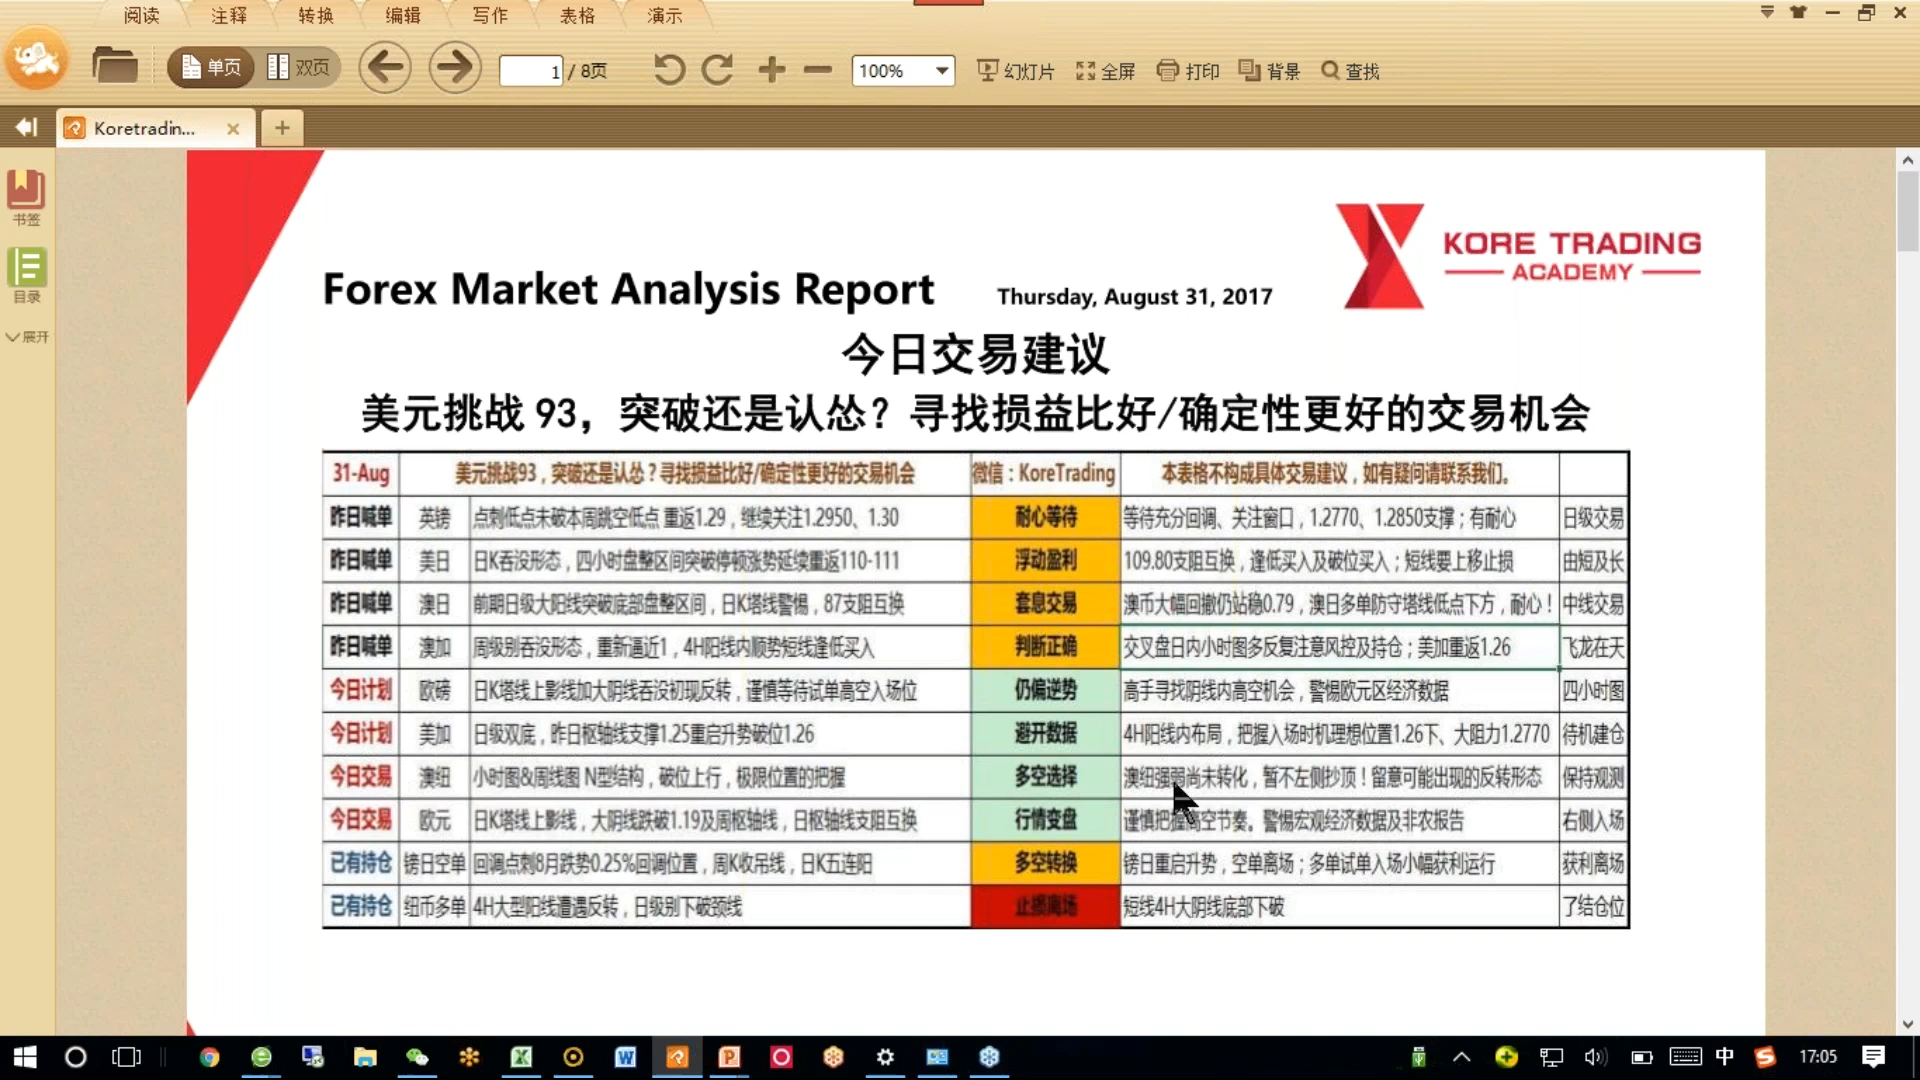 阅读 注释 转换 编辑 写作 表格 演示
单页 双页 1 / 8页 100% 幻灯片 全屏 打印 背景 查找
Koretradin...
书签
目录
展开
KORE TRADING
ACADEMY
Forex Market Analysis Report Thursday, August 31, 2017
今日交易建议
美元挑战 93，突破还是认怂？寻找损益比好/确定性更好的交易机会
31-Aug 美元挑战93，突破还是认怂？寻找损益比好/确定性更好的交易机会 微信：KoreTrading 本表格不构成具体交易建议，如有疑问请联系我们。
昨日喊单 英镑 点刺低点未破本周跳空低点 重返1.29，继续关注1.2950、1.30 耐心等待 等待充分回调、关注窗口，1.2770、1.2850支撑；有耐心 日级交易
昨日喊单 美日 日K吞没形态，四小时盘整区间突破停顿涨势延续重返110-111 浮动盈利 109.80支阻互换，逢低买入及破位买入；短线要上移止损 由短及长
昨日喊单 澳日 前期日级大阳线突破底部盘整区间，日K塔线警惕，87支阻互换 套息交易 澳币大幅回撤仍站稳0.79，澳日多单防守塔线低点下方，耐心！ 中线交易
昨日喊单 澳加 周级别吞没形态，重新逼近1，4H阳线内顺势短线逢低买入 判断正确 交叉盘日内小时图多反复注意风控及持仓；美加重返1.26 飞龙在天
今日计划 欧磅 日K塔线上影线加大阴线吞没初现反转，谨慎等待试单高空入场位 仍偏逆势 高手寻找阴线内高空机会，警惕欧元区经济数据 四小时图
今日计划 美加 日级双底，昨日枢轴线支撑1.25重启升势破位1.26 避开数据 4H阳线内布局，把握入场时机理想位置1.26下、大阻力1.2770 待机建仓
今日交易 澳纽 小时图&周线图 N型结构，破位上行，极限位置的把握 多空选择 澳纽强弱尚未转化，暂不左侧抄顶！留意可能出现的反转形态 保持观测
今日交易 欧元 日K塔线上影线，大阴线跌破1.19及周枢轴线，日枢轴线支阻互换 行情变盘 谨慎把握高空节奏。警惕宏观经济数据及非农报告 右侧入场
已有持仓 镑日空单 回调点刺8月跌势0.25%回调位置，周K收吊线，日K五连阳 多空转换 镑日重启升势，空单离场；多单试单入场小幅获利运行 获利离场
已有持仓 纽币多单 4H大型阳线遭遇反转，日级别下破颈线 止损离场 短线4H大阴线底部下破 了结仓位
中 17:05